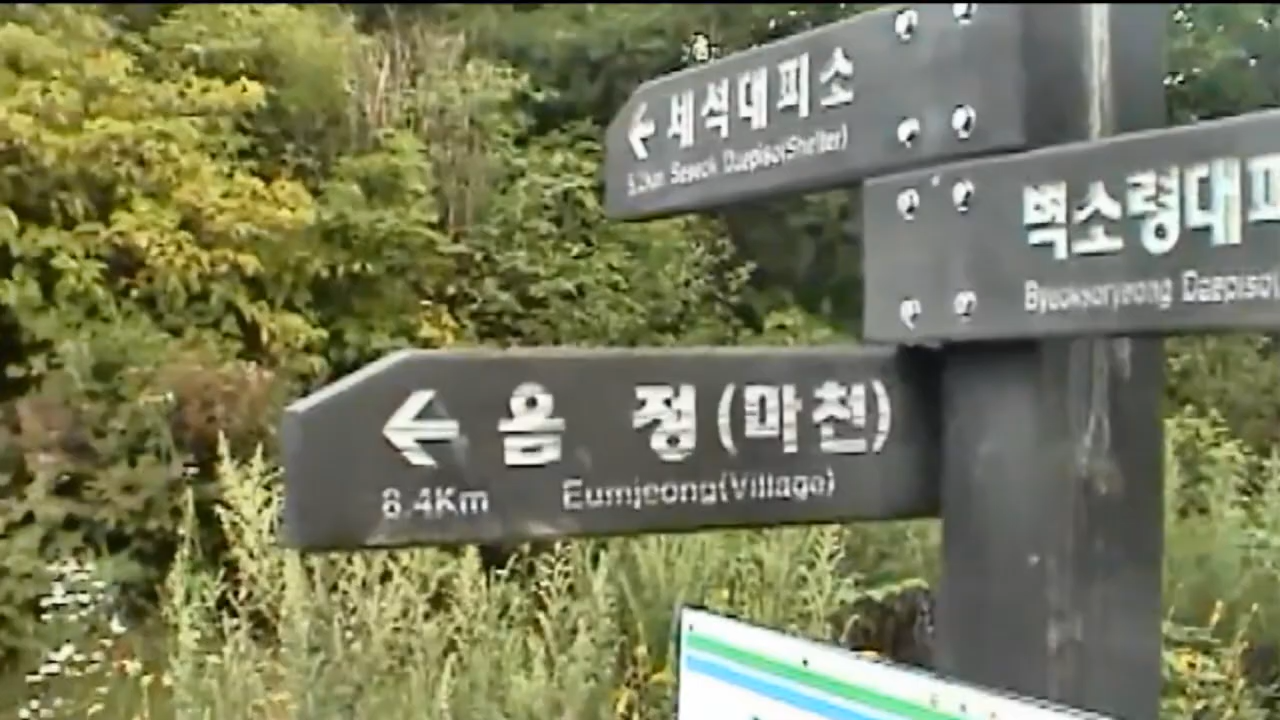 세석대피소
Seseok Daepiso(Shelter)
벽소령대피
Byeoksoryeong Daepiso(
음 정(마천)
8.4Km Eumjeong(Village)